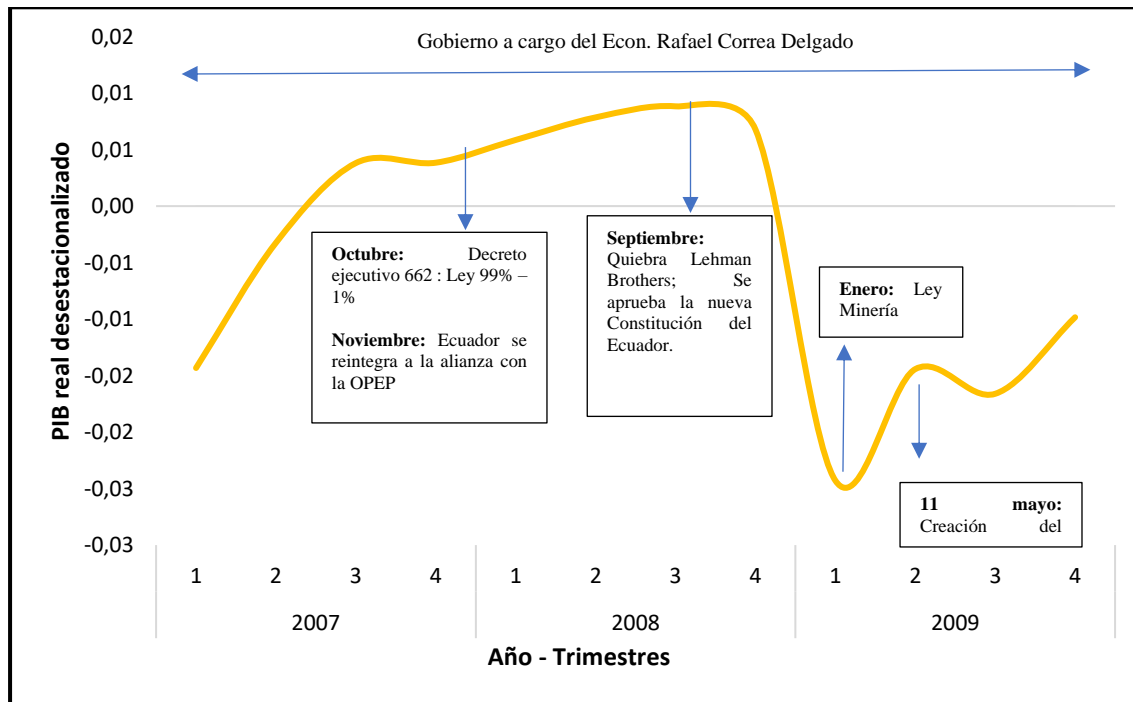 Gobierno a cargo del Econ. Rafael Correa Delgado
0,02
0,01
0,01
0,00
-0,01
-0,01
-0,02
-0,02
-0,03
-0,03
PIB real desestacionalizado
Octubre: Decreto
ejecutivo 662 : Ley 99% –
1%
Noviembre: Ecuador se
reintegra a la alianza con
la OPEP
Septiembre:
Quiebra Lehman
Brothers; Se
aprueba la nueva
Constitución del
Ecuador.
Enero: Ley
Minería
11 mayo:
Creación del
1 2 3 4 1 2 3 4 1 2 3 4
2007 2008 2009
Año - Trimestres